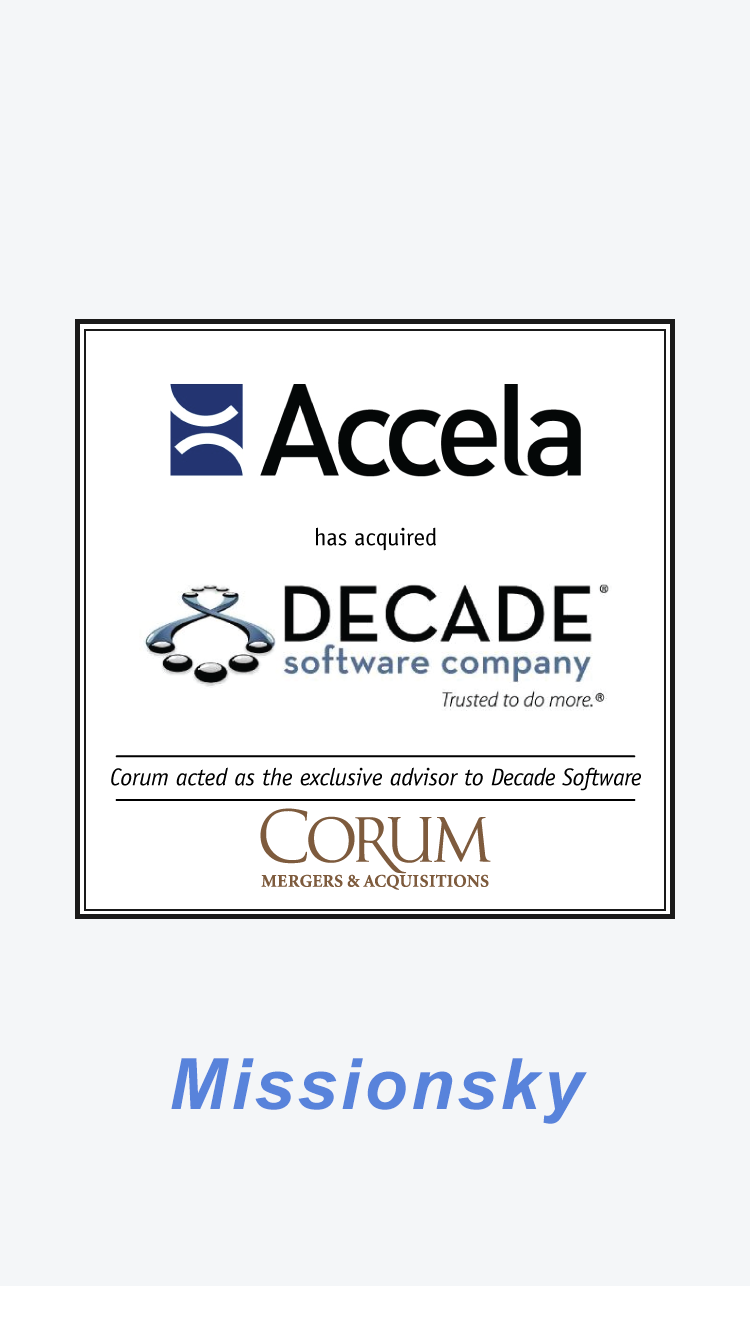 Accela
has acquired
DECADE®
software company
Trusted to do more.®
Corum acted as the exclusive advisor to Decade Software
CORUM
MERGERS & ACQUISITIONS
Missionsky